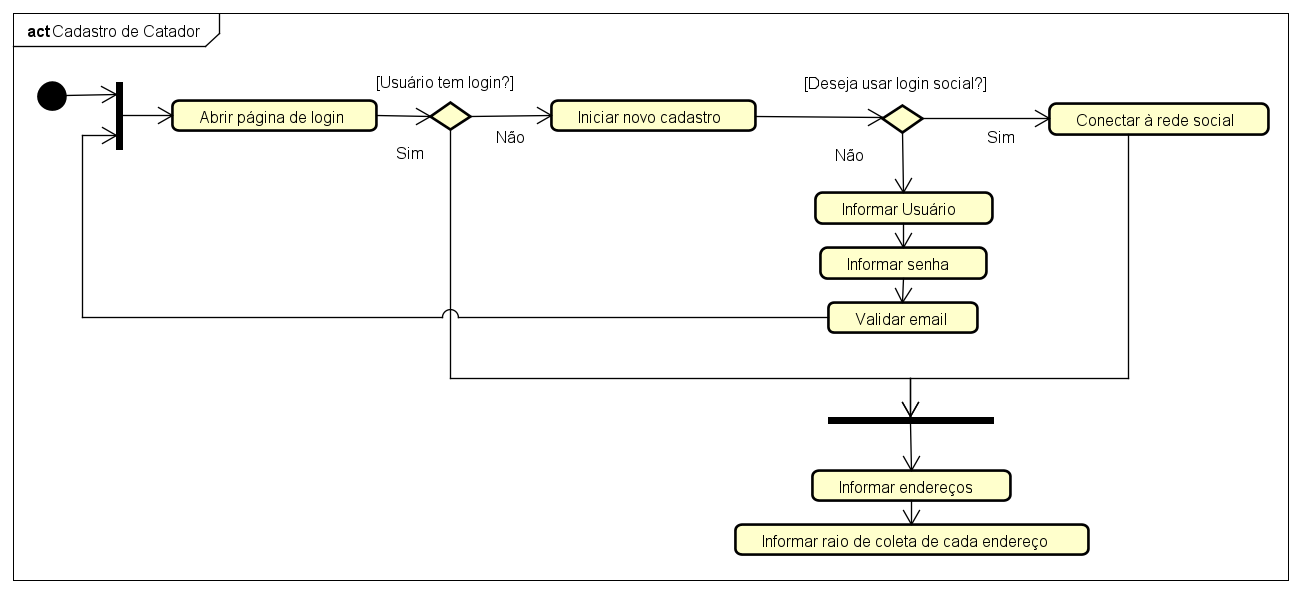 act Cadastro de Catador
[Usuário tem login?]
[Deseja usar login social?]
Abrir página de login
Iniciar novo cadastro
Conectar à rede social
Não
Sim
Sim
Não
Informar Usuário
Informar senha
Validar email
Informar endereços
Informar raio de coleta de cada endereço